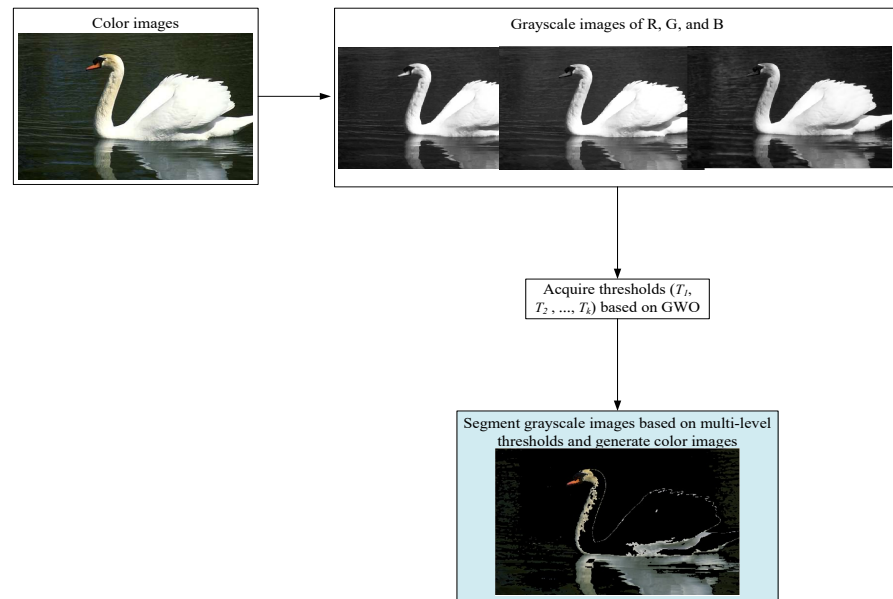 Color images
Grayscale images of R, G, and B
Acquire thresholds (T1,
T2 , ..., Tk) based on GWO
Segment grayscale images based on multi-level
thresholds and generate color images